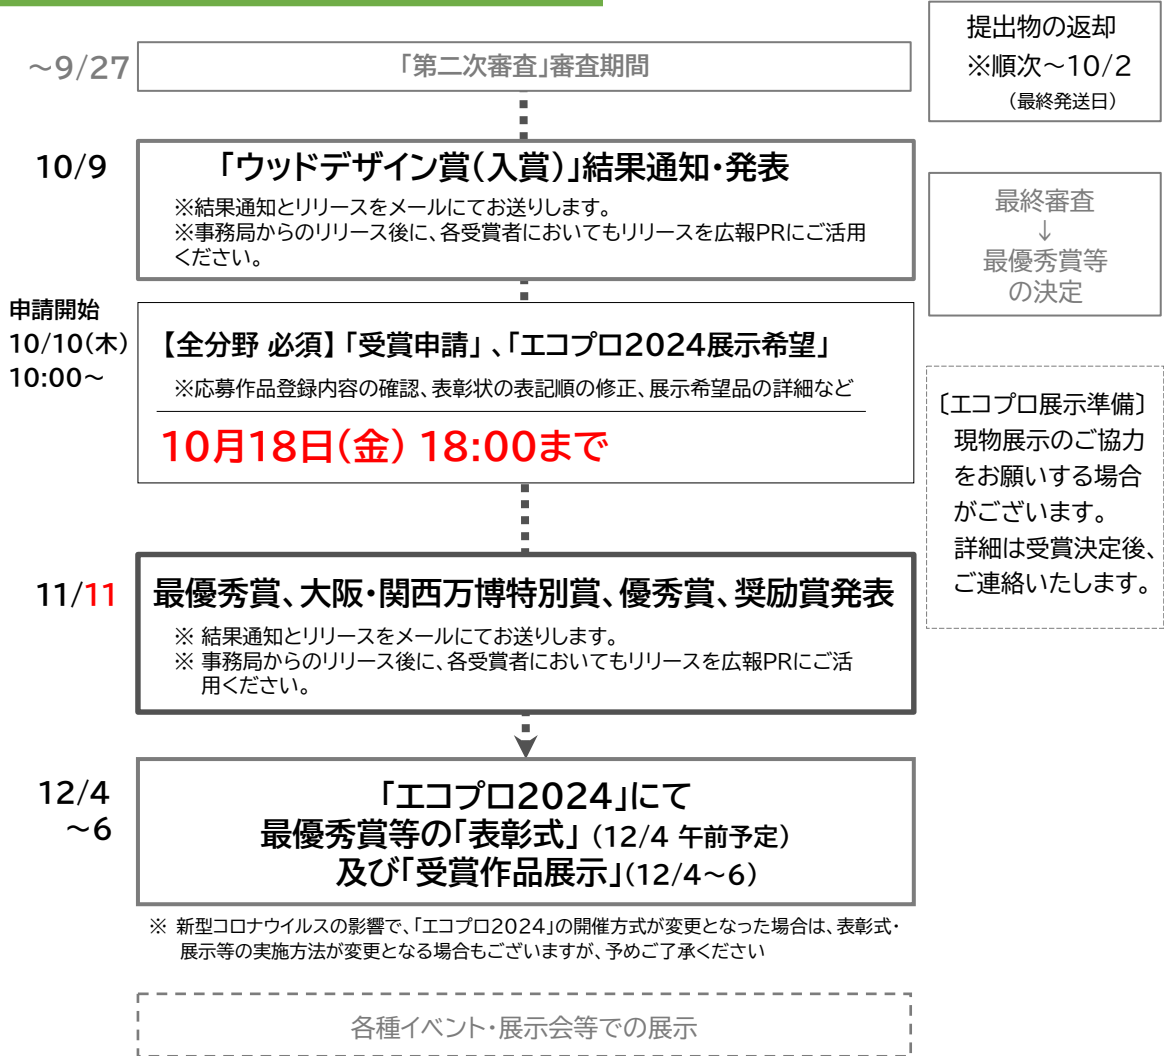 ~9/27
「第二次審査」審査期間
提出物の返却
※順次~10/2
(最終発送日)
10/9
「ウッドデザイン賞(入賞)」結果通知・発表
※結果通知とリリースをメールにてお送りします。
※事務局からのリリース後に、各受賞者においてもリリースを広報PRにご活用
ください。
最終審査
↓
最優秀賞等
の決定
申請開始
10/10(木)
10:00~
【全分野 必須】「受賞申請」、「エコプロ2024展示希望」
※応募作品登録内容の確認、表彰状の表記順の修正、展示希望品の詳細など
10月18日(金) 18:00まで
〔エコプロ展示準備〕
現物展示のご協力
をお願いする場合
がございます。
詳細は受賞決定後、
ご連絡いたします。
11/11
最優秀賞、大阪・関西万博特別賞、優秀賞、奨励賞発表
※ 結果通知とリリースをメールにてお送りします。
※ 事務局からのリリース後に、各受賞者においてもリリースを広報PRにご活
用ください。
12/4
~6
「エコプロ2024」にて
最優秀賞等の「表彰式」(12/4 午前予定)
及び「受賞作品展示」(12/4~6)
※ 新型コロナウイルスの影響で、「エコプロ2024」の開催方式が変更となった場合は、表彰式・
展示等の実施方法が変更となる場合もございますが、予めご了承ください
各種イベント・展示会等での展示